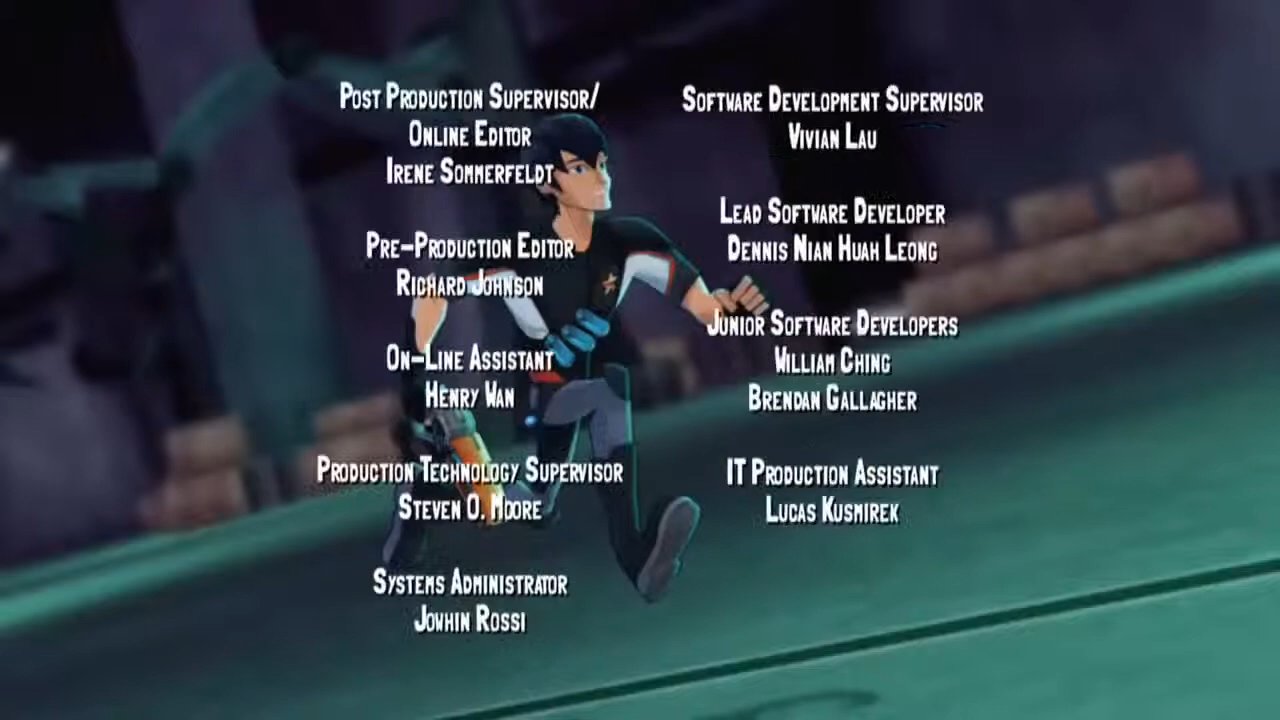 Post Production Supervisor/
Online Editor
Irene Sommerfeldt
Pre-Production Editor
Richard Johnson
On-Line Assistant
Henry Wan
Production Technology Supervisor
Steven O. Moore
Systems Administrator
Jowhin Rossi
Software Development Supervisor
Vivian Lau
Lead Software Developer
Dennis Nian Huah Leong
Junior Software Developers
William Ching
Brendan Gallagher
IT Production Assistant
Lucas Kusmirek